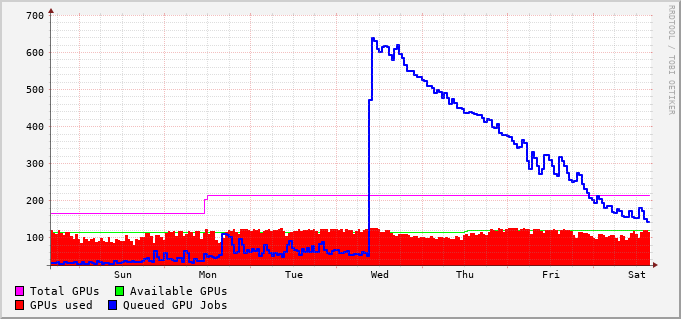 700
600
500
400
300
200
100
Sun Mon Tue Wed Thu Fri Sat
Total GPUs Available GPUs
GPUs used Queued GPU Jobs
RRDTOOL / TOBI OETIKER